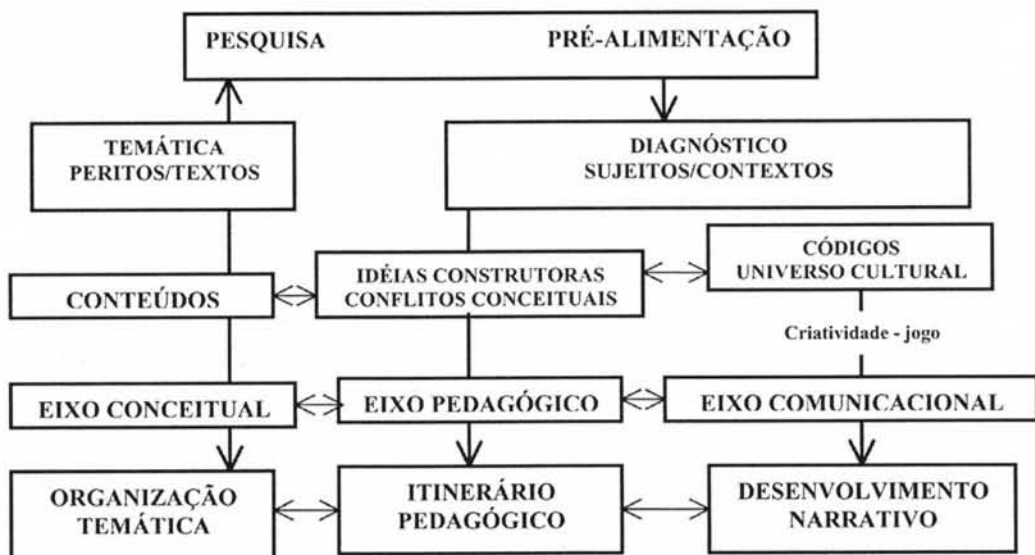 PESQUISA PRÉ-ALIMENTAÇÃO
TEMÁTICA
PERITOS/TEXTOS
DIAGNÓSTICO
SUJEITOS/CONTEXTOS
CONTEÚDOS
IDÉIAS CONSTRUTORAS
CONFLITOS CONCEITUAIS
CÓDIGOS
UNIVERSO CULTURAL
Criatividade - jogo
EIXO CONCEITUAL
EIXO PEDAGÓGICO
EIXO COMUNICACIONAL
ORGANIZAÇÃO
TEMÁTICA
ITINERÁRIO
PEDAGÓGICO
DESENVOLVIMENTO
NARRATIVO